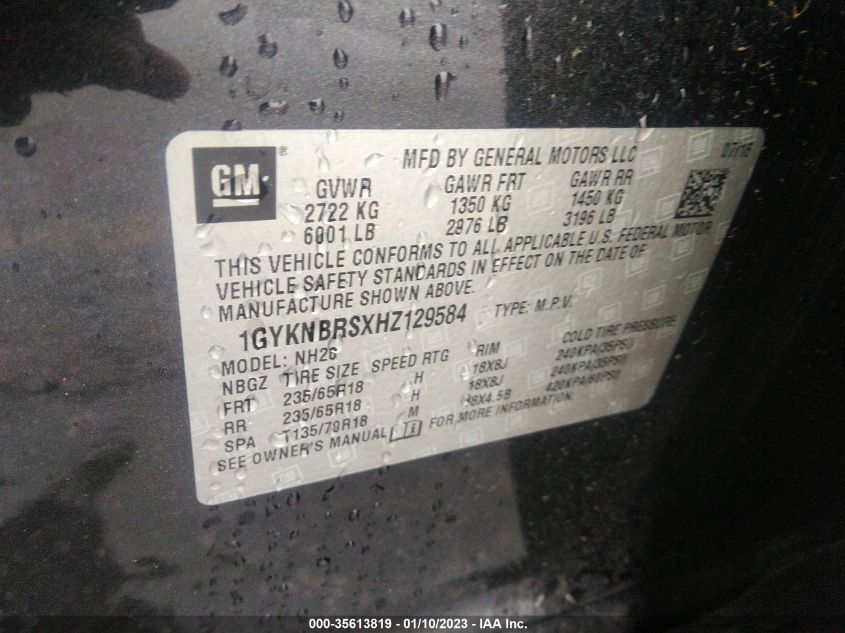 GM ® MFD BY GENERAL MOTORS LLC 07/16
GVWR GAWR FRT GAWR RR
2722 KG 1350 KG 1450 KG
6001 LB 2976 LB 3196 LB
THIS VEHICLE CONFORMS TO ALL APPLICABLE U.S. FEDERAL MOTOR
VEHICLE SAFETY STANDARDS IN EFFECT ON THE DATE OF
MANUFACTURE SHOWN ABOVE.
1GYKNBRSXHZ129584 TYPE: M.P.V.
MODEL: NH26
NBGZ TIRE SIZE SPEED RTG RIM COLD TIRE PRESSURE
FRT 235/65R18 H 18X8J 240KPA(35PSI)
RR 235/65R18 H 18X8J 240KPA(35PSI)
SPA T135/70R18 M 18X4.5B 420KPA(60PSI)
SEE OWNER'S MANUAL FOR MORE INFORMATION.
000-35613819 - 01/10/2023 - IAA Inc.